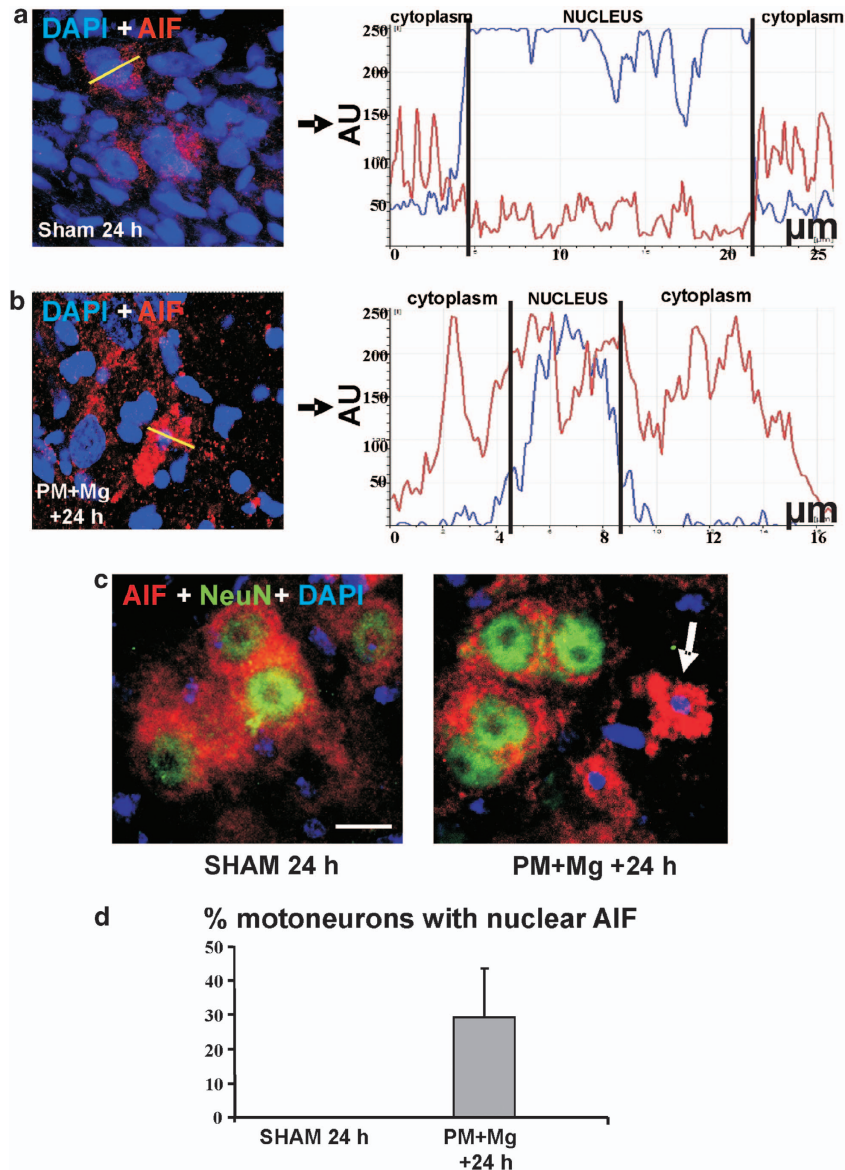 a
DAPI + AIF
Sham 24 h
cytoplasm NUCLEUS cytoplasm
AU
250
200
150
100
50
0 5 10 15 20 25
µm
b
DAPI + AIF
PM+Mg
+24 h
cytoplasm NUCLEUS cytoplasm
AU
250
200
150
100
50
0 4 8 12 16
µm
c
AIF + NeuN+ DAPI
SHAM 24 h PM+Mg +24 h
d
% motoneurons with nuclear AIF
50
40
30
20
10
0
SHAM 24 h PM+Mg
+24 h